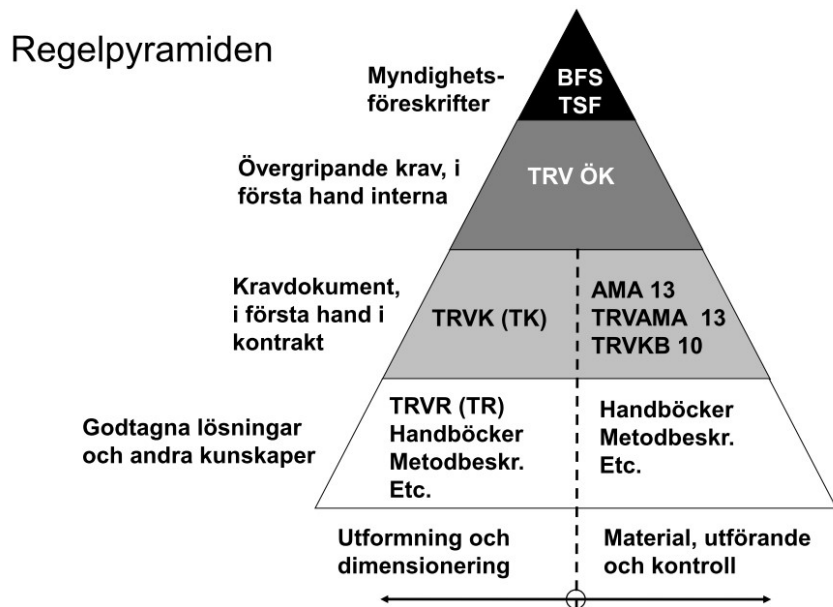 Regelpyramiden
Myndighets-
föreskrifter
BFS
TSF
Övergripande krav, i
första hand interna
TRV ÖK
Kravdokument,
i första hand i
kontrakt
TRVK (TK)
AMA 13
TRVAMA 13
TRVKB 10
Godtagna lösningar
och andra kunskaper
TRVR (TR)
Handböcker
Metodbeskr.
Etc.
Handböcker
Metodbeskr.
Etc.
Utformning och
dimensionering
Material, utförande
och kontroll